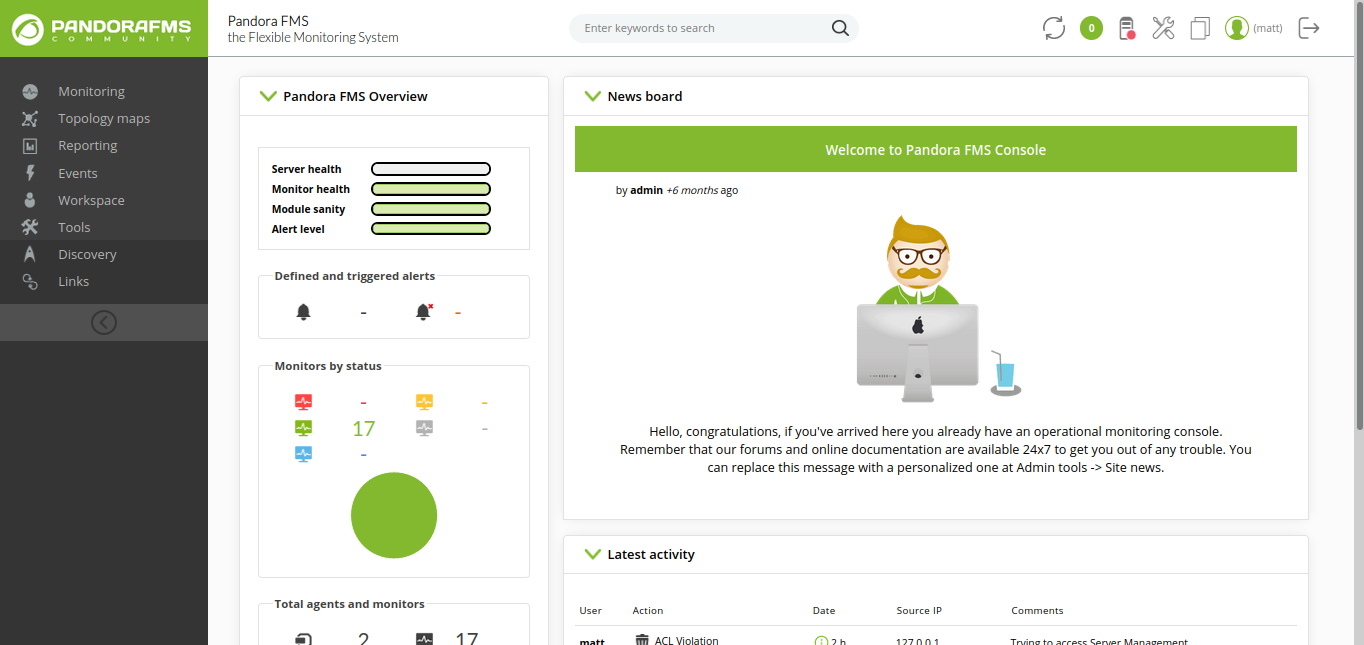 PANDORAFMS
COMMUNITY
Pandora FMS
the Flexible Monitoring System
Enter keywords to search
0
(matt)
Monitoring
Topology maps
Reporting
Events
Workspace
Tools
Discovery
Links
Pandora FMS Overview
Server health
Monitor health
Module sanity
Alert level
Defined and triggered alerts
- -
Monitors by status
- -
17 -
-
Total agents and monitors
2 17
News board
Welcome to Pandora FMS Console
by admin +6 months ago
Hello, congratulations, if you've arrived here you already have an operational monitoring console.
Remember that our forums and online documentation are available 24x7 to get you out of any trouble. You
can replace this message with a personalized one at Admin tools -> Site news.
Latest activity
User Action Date Source IP Comments
matt ACL Violation 2 h 127.0.0.1 Trying to access Server Management